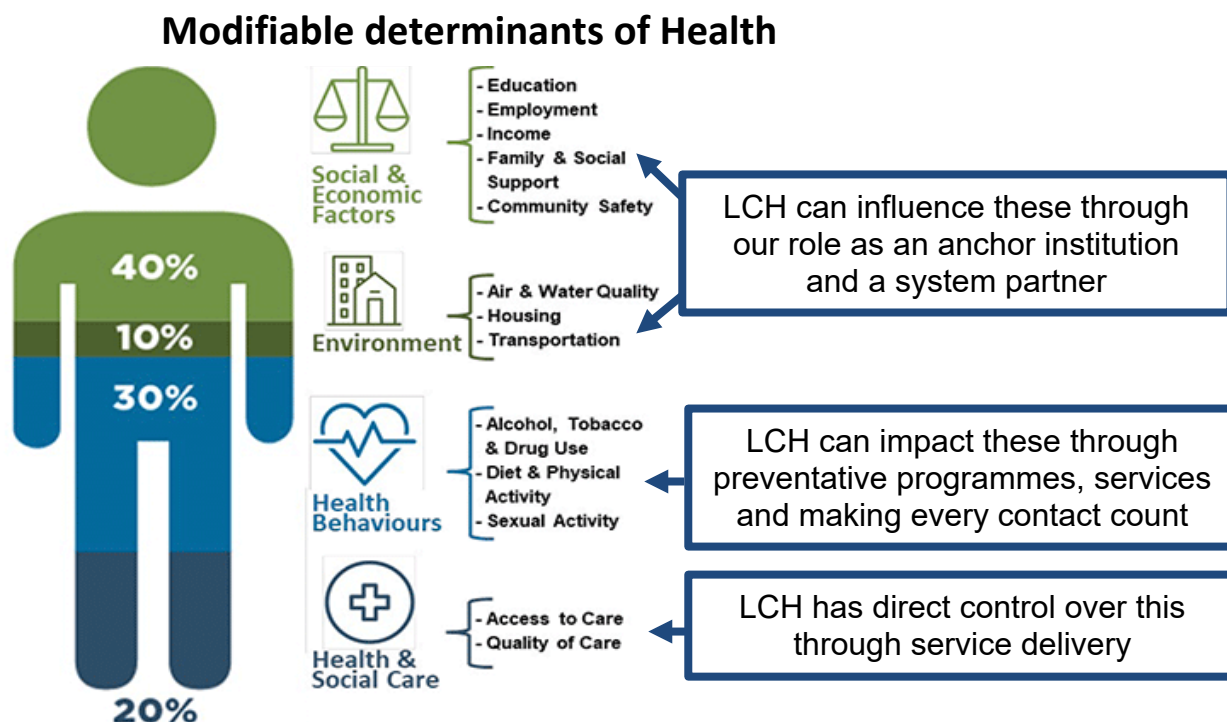 Modifiable determinants of Health
40%
10%
30%
20%
Social &
Economic
Factors
- Education
- Employment
- Income
- Family & Social
Support
- Community Safety
Environment
- Air & Water Quality
- Housing
- Transportation
Health
Behaviours
- Alcohol, Tobacco
& Drug Use
- Diet & Physical
Activity
- Sexual Activity
Health &
Social Care
- Access to Care
- Quality of Care
LCH can influence these through
our role as an anchor institution
and a system partner
LCH can impact these through
preventative programmes, services
and making every contact count
LCH has direct control over this
through service delivery